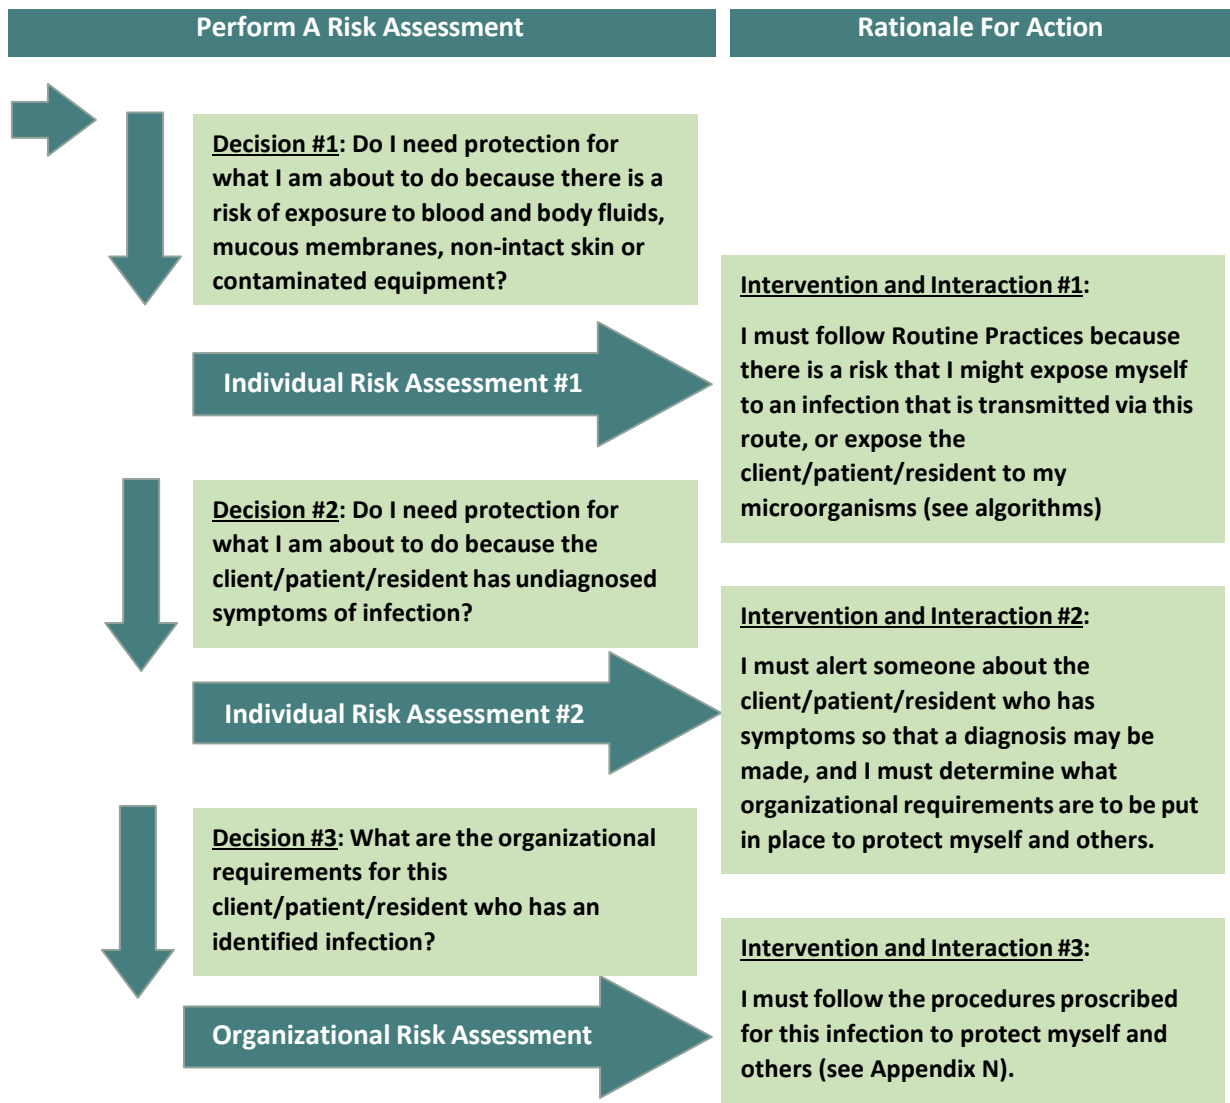 Perform A Risk Assessment
Rationale For Action
Decision #1: Do I need protection for
what I am about to do because there is a
risk of exposure to blood and body fluids,
mucous membranes, non-intact skin or
contaminated equipment?
Individual Risk Assessment #1
Intervention and Interaction #1:
I must follow Routine Practices because
there is a risk that I might expose myself
to an infection that is transmitted via this
route, or expose the
client/patient/resident to my
microorganisms (see algorithms)
Decision #2: Do I need protection for
what I am about to do because the
client/patient/resident has undiagnosed
symptoms of infection?
Individual Risk Assessment #2
Intervention and Interaction #2:
I must alert someone about the
client/patient/resident who has
symptoms so that a diagnosis may be
made, and I must determine what
organizational requirements are to be put
in place to protect myself and others.
Decision #3: What are the organizational
requirements for this
client/patient/resident who has an
identified infection?
Organizational Risk Assessment
Intervention and Interaction #3:
I must follow the procedures proscribed
for this infection to protect myself and
others (see Appendix N).